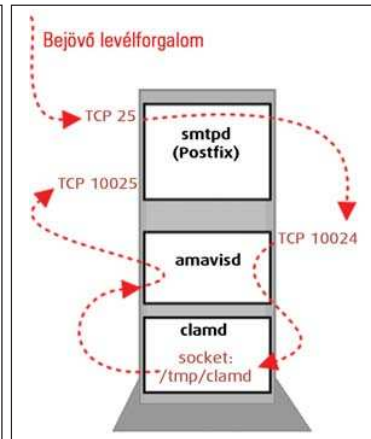 Bejövő levélforgalom
TCP 25
smtpd
(Postfix)
TCP 10025
TCP 10024
amavisd
clamd
socket:
/tmp/clamd